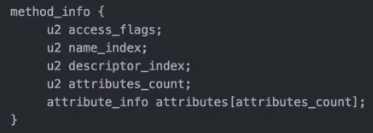 method_info {
    u2 access_flags;
    u2 name_index;
    u2 descriptor_index;
    u2 attributes_count;
    attribute_info attributes[attributes_count];
}